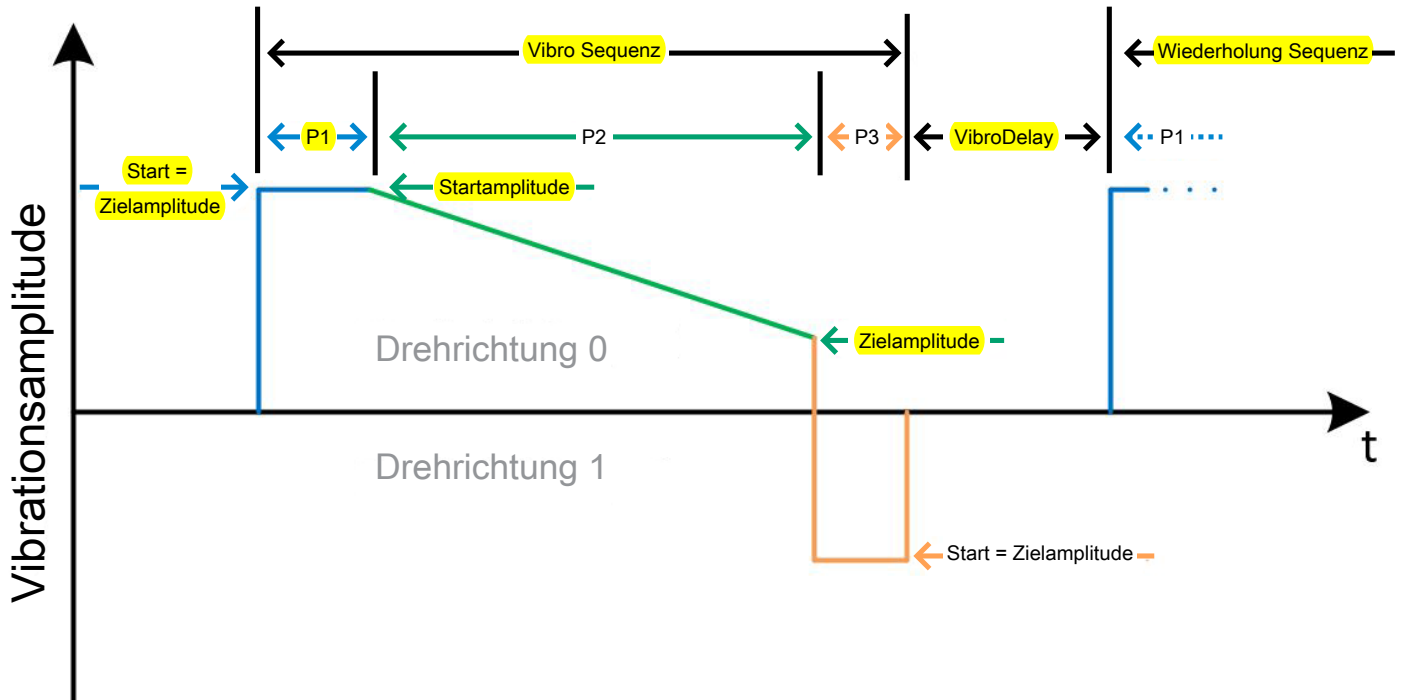 Vibro Sequenz
Wiederholung Sequenz
P1
P2
P3
VibroDelay
P1
Start =
Zielamplitude
Startamplitude
Zielamplitude
Drehrichtung 0
Vibrationsamplitude
t
Drehrichtung 1
Start = Zielamplitude